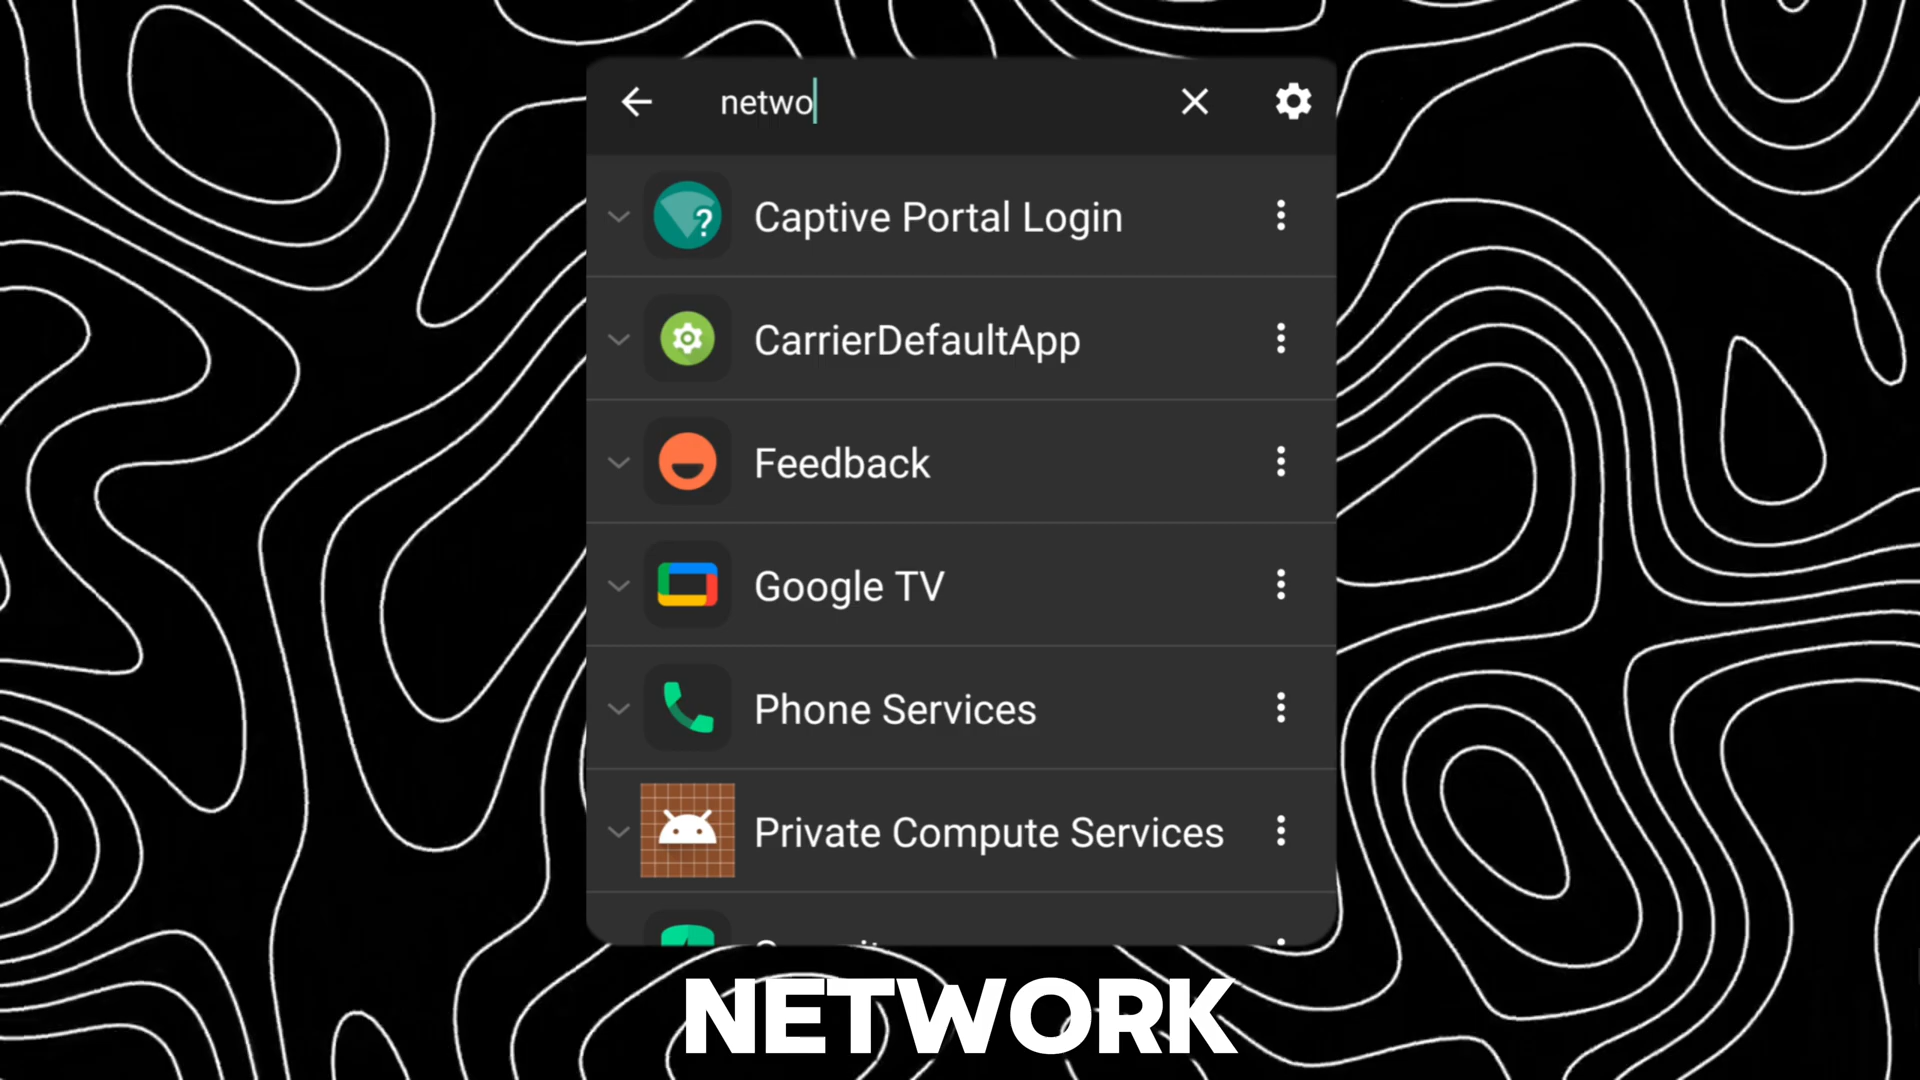 netwo
Captive Portal Login
CarrierDefaultApp
Feedback
Google TV
Phone Services
Private Compute Services
NETWORK